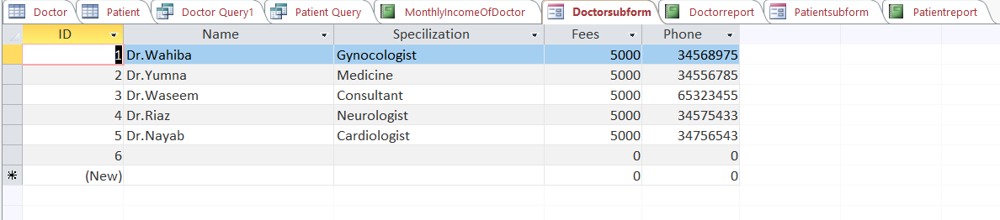 Doctor Patient Doctor Query1 Patient Query MonthlyIncomeOfDoctor Doctorsubform Doctorreport Patientsubform Patientreport
ID Name Specilization Fees Phone
1 Dr.Wahiba Gynocologist 5000 34568975
2 Dr.Yumna Medicine 5000 34556785
3 Dr.Waseem Consultant 5000 65323455
4 Dr.Riaz Neurologist 5000 34575433
5 Dr.Nayab Cardiologist 5000 34756543
6 0 0
(New) 0 0